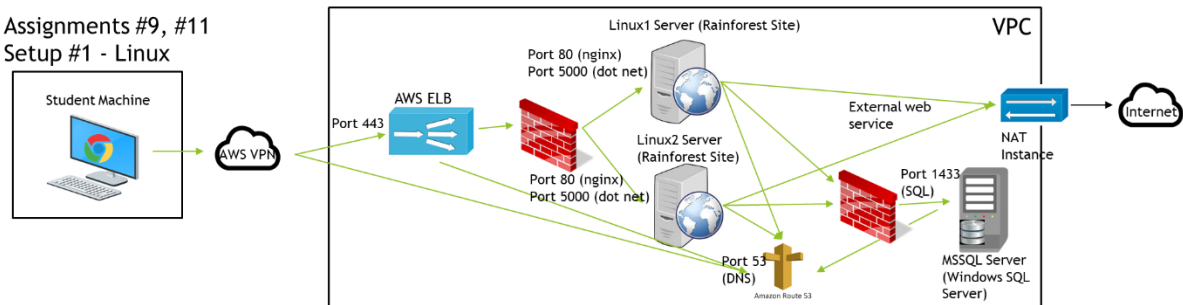 Assignments #9, #11
Setup #1 - Linux
Student Machine
AWS VPN
VPC
Port 443
AWS ELB
Port 80 (nginx)
Port 5000 (dot net)
Port 80 (nginx)
Port 5000 (dot net)
Linux1 Server (Rainforest Site)
Linux2 Server
(Rainforest Site)
External web
service
NAT
Instance
Internet
Port 1433
(SQL)
MSSQL Server
(Windows SQL
Server)
Port 53
(DNS)
Amazon Route 53